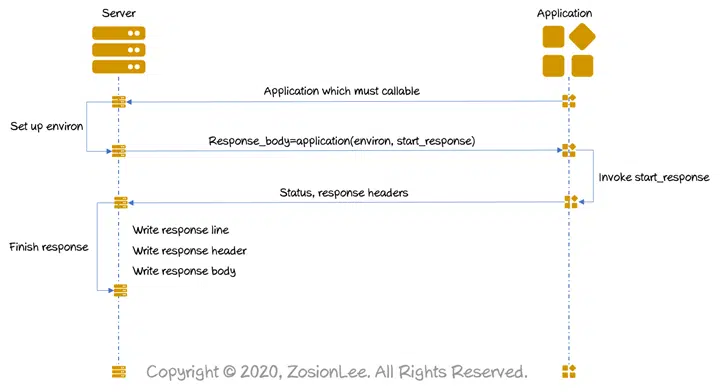 Server
Application
Application which must callable
Set up environ
Response_body=application(environ, start_response)
Invoke start_response
Status, response headers
Write response line
Finish response
Write response header
Write response body
Copyright © 2020, ZosionLee. All Rights Reserved.